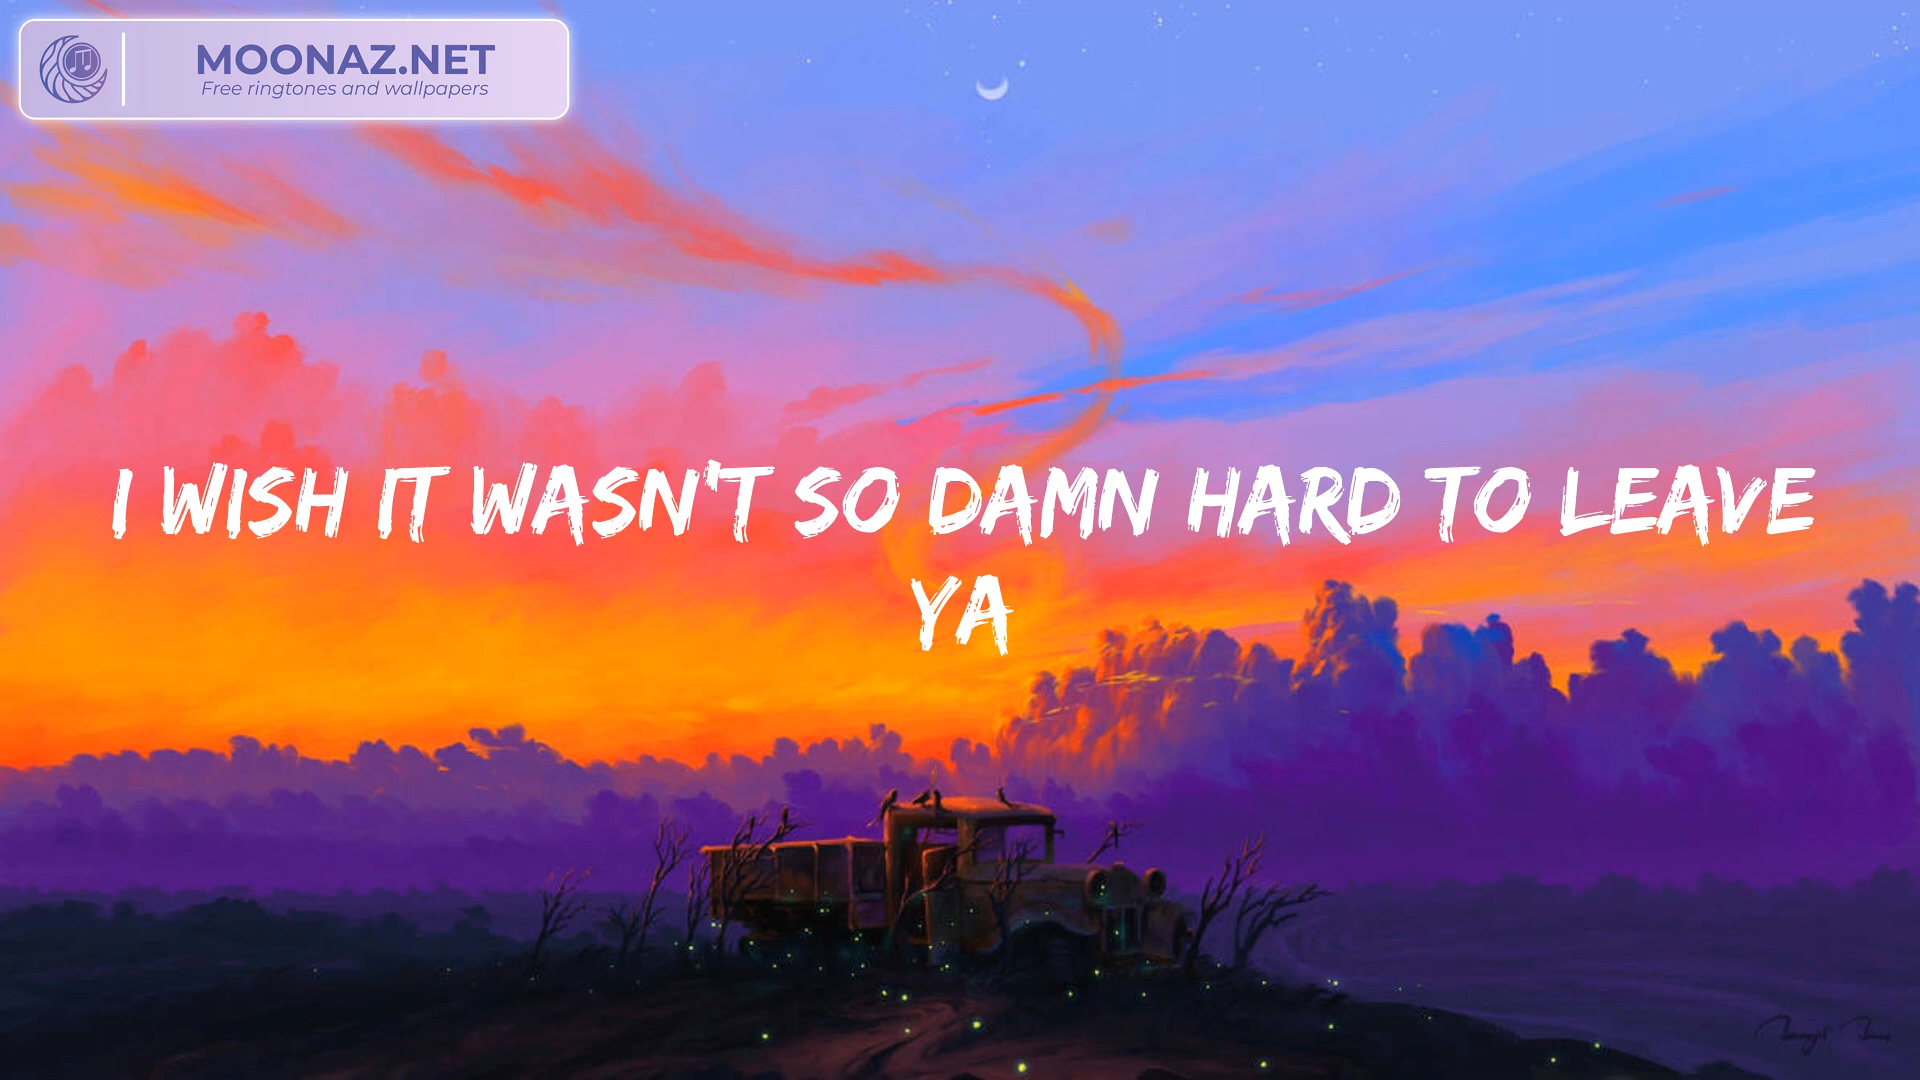 MOONAZ.NET
Free ringtones and wallpapers
I WISH IT WASN'T SO DAMN HARD TO LEAVE
YA